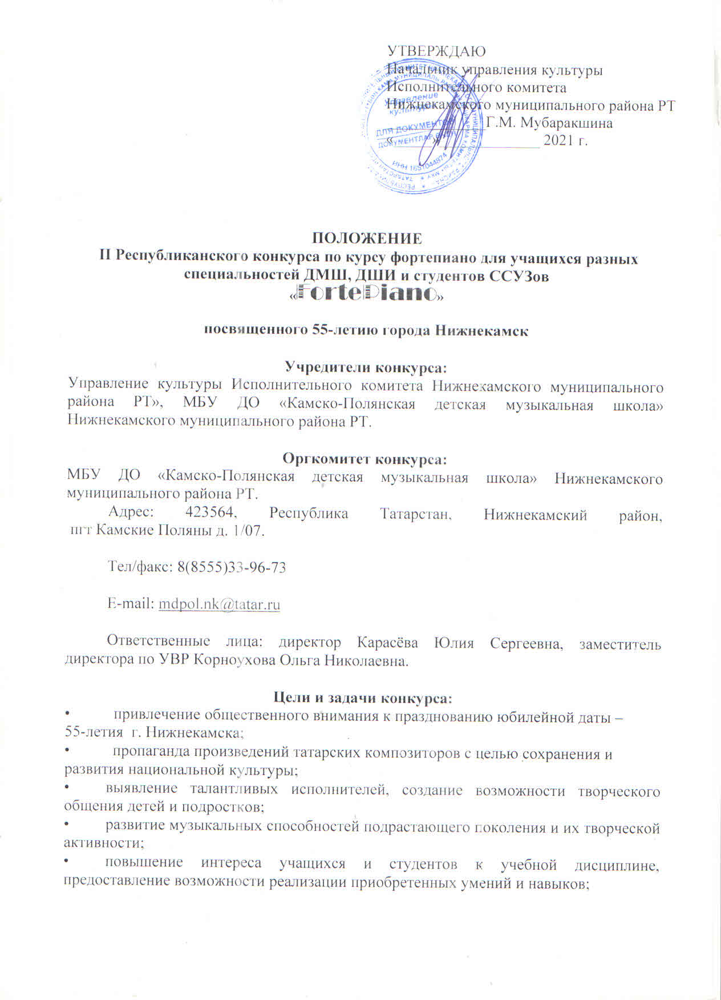 УТВЕРЖДАЮ
Начальник управления культуры
Исполнительного комитета
Нижнекамского муниципального района РТ
____________Г.М. Мубаракшина
«_____»_____________ 2021 г.
Управление
культуры
ДЛЯ ДОКУМЕНТОВ
ДОКУМЕНТЛАР ӨЧЕН
ИНН 1651044874
ПОЛОЖЕНИЕ
II Республиканского конкурса по курсу фортепиано для учащихся разных
специальностей ДМШ, ДШИ и студентов ССУЗов
«FortePiano»
посвященного 55-летию города Нижнекамск
Учредители конкурса:
Управление культуры Исполнительного комитета Нижнекамского муниципального
района РТ», МБУ ДО «Камско-Полянская детская музыкальная школа»
Нижнекамского муниципального района РТ.
Оргкомитет конкурса:
МБУ ДО «Камско-Полянская детская музыкальная школа» Нижнекамского
муниципального района РТ.
Адрес: 423564, Республика Татарстан, Нижнекамский район,
пгт Камские Поляны д. 1/07.
Тел/факс: 8(8555)33-96-73
E-mail: mdpol.nk@tatar.ru
Ответственные лица: директор Карасёва Юлия Сергеевна, заместитель
директора по УВР Корноухова Ольга Николаевна.
Цели и задачи конкурса:
• привлечение общественного внимания к празднованию юбилейной даты –
55-летия г. Нижнекамска;
• пропаганда произведений татарских композиторов с целью сохранения и
развития национальной культуры;
• выявление талантливых исполнителей, создание возможности творческого
общения детей и подростков;
• развитие музыкальных способностей подрастающего поколения и их творческой
активности;
• повышение интереса учащихся и студентов к учебной дисциплине,
предоставление возможности реализации приобретенных умений и навыков;